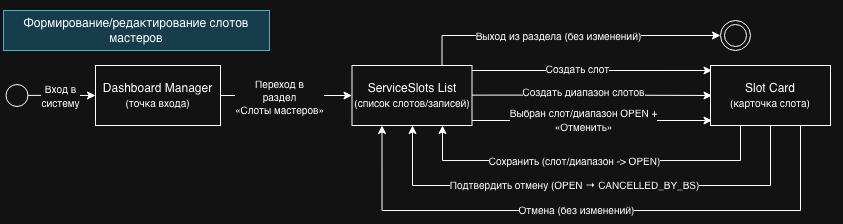 Формирование/редактирование слотов
мастеров
Выход из раздела (без изменений)
Вход в
систему
Dashboard Manager
(точка входа)
Переход в
раздел
«Слоты мастеров»
ServiceSlots List
(список слотов/записей)
Создать слот
Создать диапазон слотов
Выбран слот/диапазон OPEN +
«Отменить»
Slot Card
(карточка слота)
Сохранить (слот/диапазон -> OPEN)
Подтвердить отмену (OPEN → CANCELLED_BY_BS)
Отмена (без изменений)